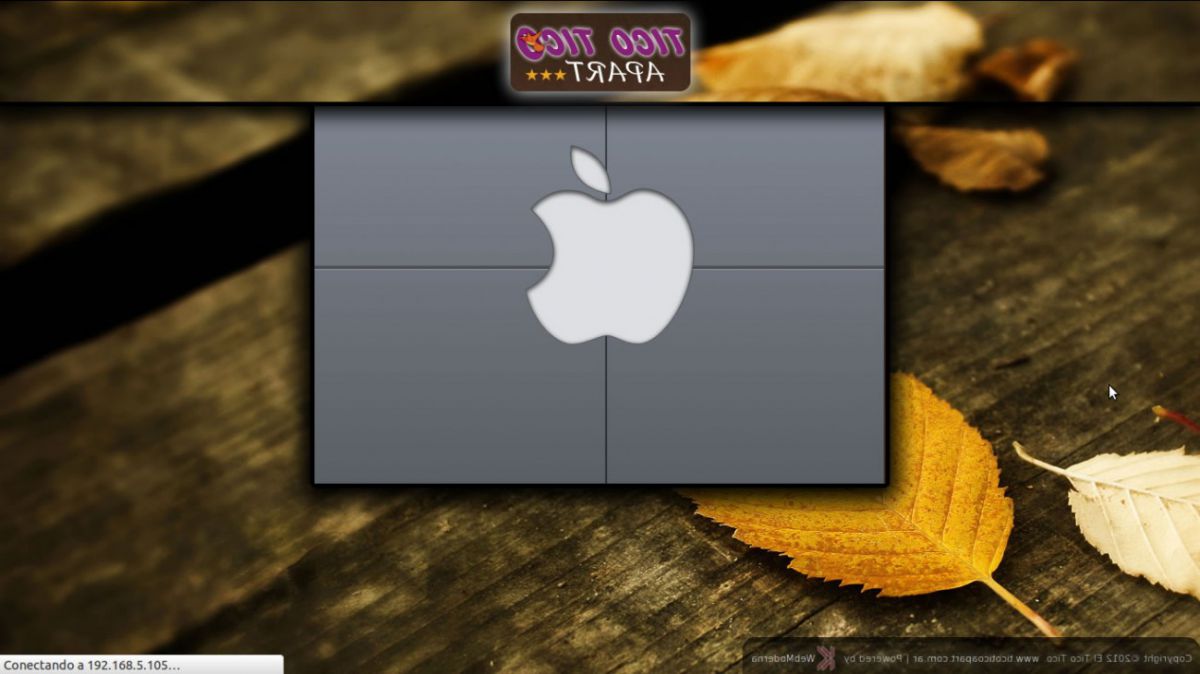 TICO TICO
APART
Conectando a 192.168.5.105...
Copyright ©2012 El Tico Tico www.ticoticoapart.com.ar | Powered by WebModerna